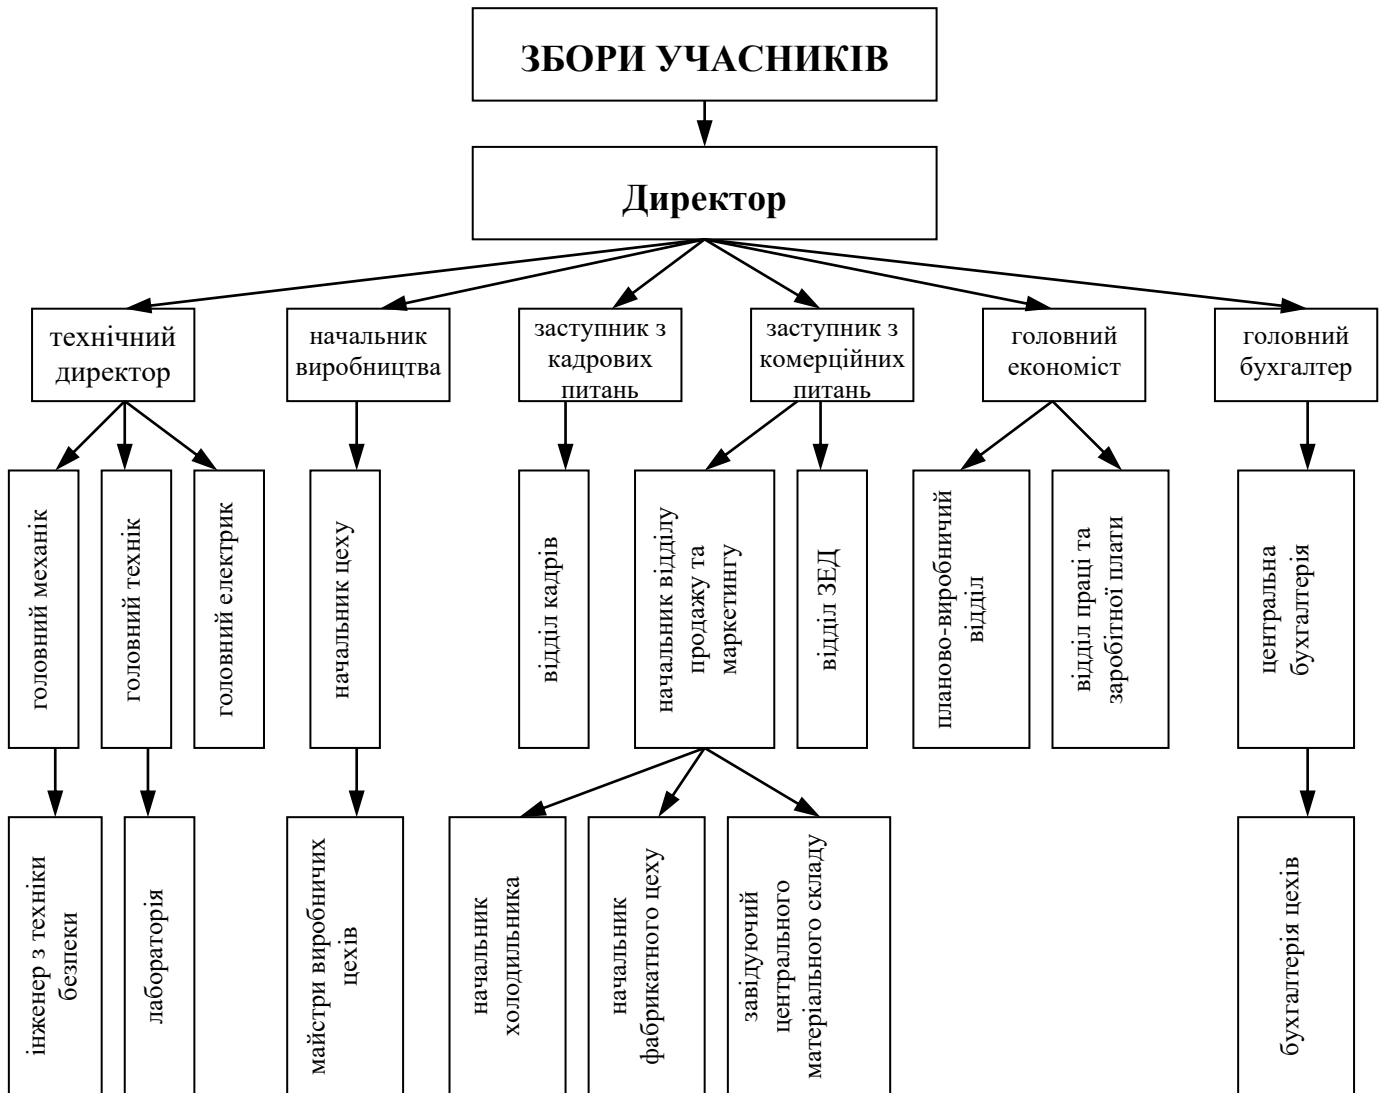 ЗБОРИ УЧАСНИКІВ
Директор
технічний
директор
начальник
виробництва
заступник з
кадрових
питань
заступник з
комерційних
питань
головний
економіст
головний
бухгалтер
головний механік
головний технік
головний електрик
начальник цеху
відділ кадрів
начальник відділу
продажу та
маркетингу
відділ ЗЕД
планово-виробничий
відділ
відділ праці та
заробітної плати
центральна
бухгалтерія
інженер з техніки
безпеки
лабораторія
майстри виробничих
цехів
начальник
холодильника
начальник
фабрикатного цеху
завідуючий
центрального
матеріального складу
бухгалтерія цехів